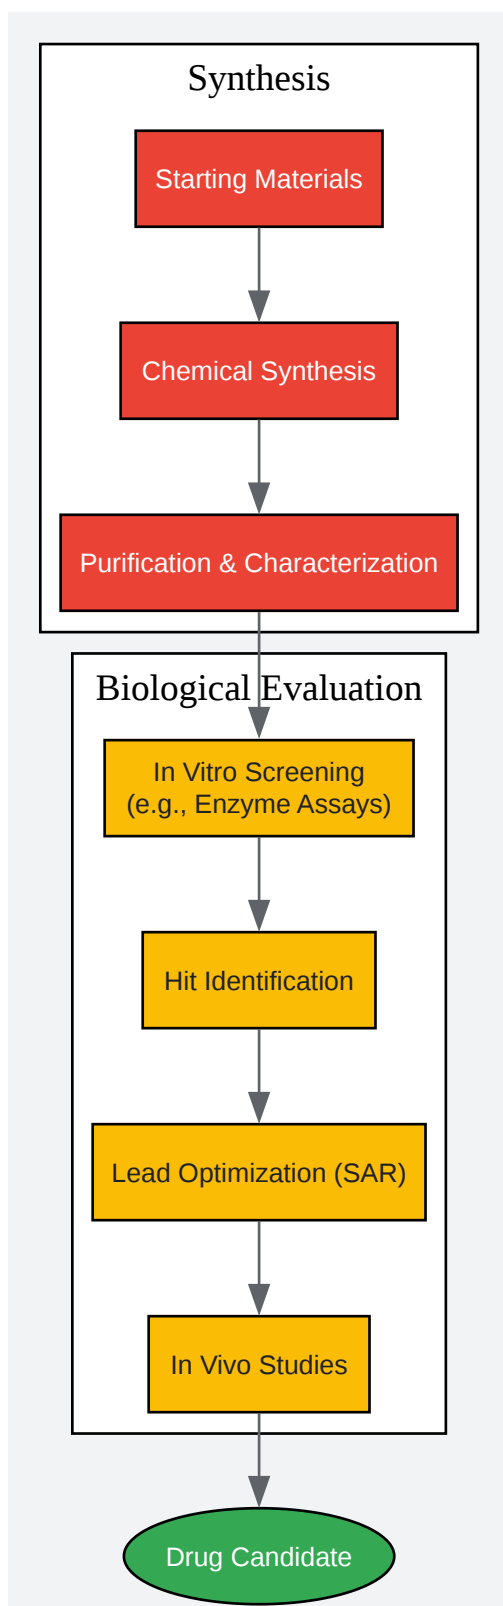 Synthesis
Starting Materials
Chemical Synthesis
Purification & Characterization
Biological Evaluation
In Vitro Screening
(e.g., Enzyme Assays)
Hit Identification
Lead Optimization (SAR)
In Vivo Studies
Drug Candidate